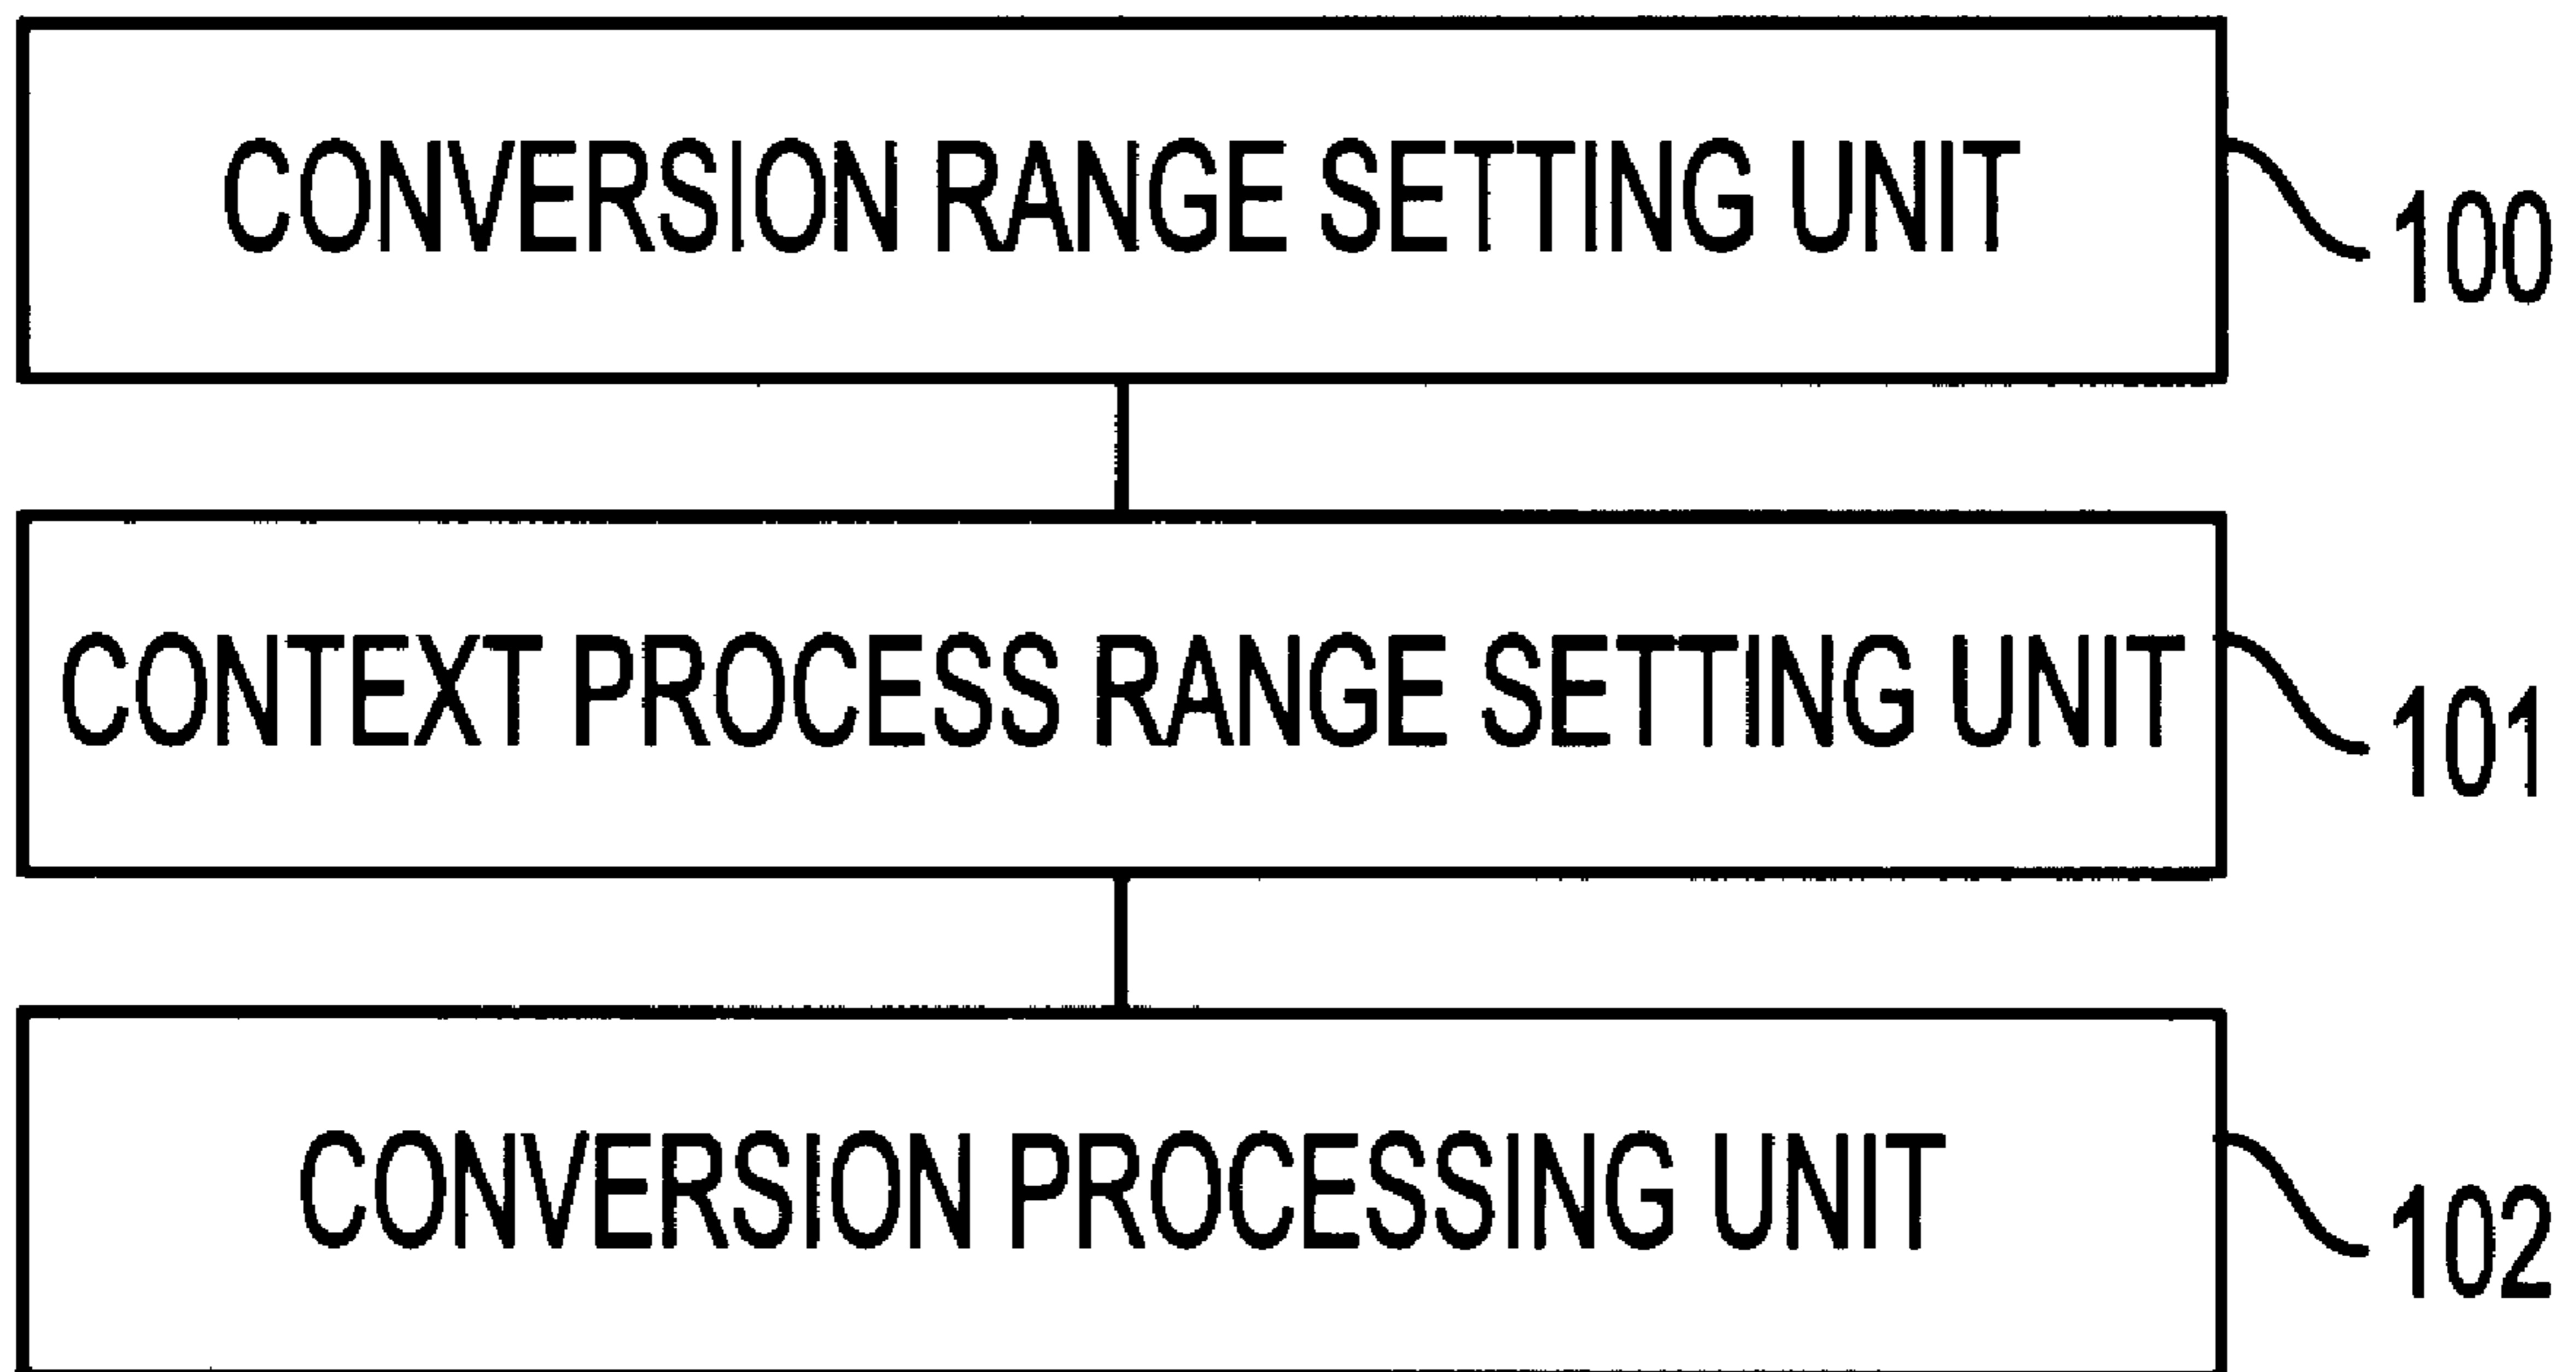 CONVERSION RANGE SETTING UNIT
100
CONTEXT PROCESS RANGE SETTING UNIT
101
CONVERSION PROCESSING UNIT
102